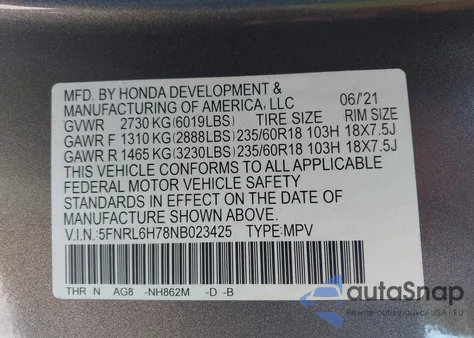 MFD. BY HONDA DEVELOPMENT &
MANUFACTURING OF AMERICA, LLC 06/'21
GVWR 2730 KG (6019LBS) TIRE SIZE RIM SIZE
GAWR F 1310 KG(2888LBS) 235/60R18 103H 18X7.5J
GAWR R 1465 KG(3230LBS) 235/60R18 103H 18X7.5J
THIS VEHICLE CONFORMS TO ALL APPLICABLE
FEDERAL MOTOR VEHICLE SAFETY
STANDARDS IN EFFECT ON THE DATE OF
MANUFACTURE SHOWN ABOVE.
V.I.N.:5FNRL6H78NB023425 TYPE:MPV
THR N AG8 -NH862M -D -B
autoSnap